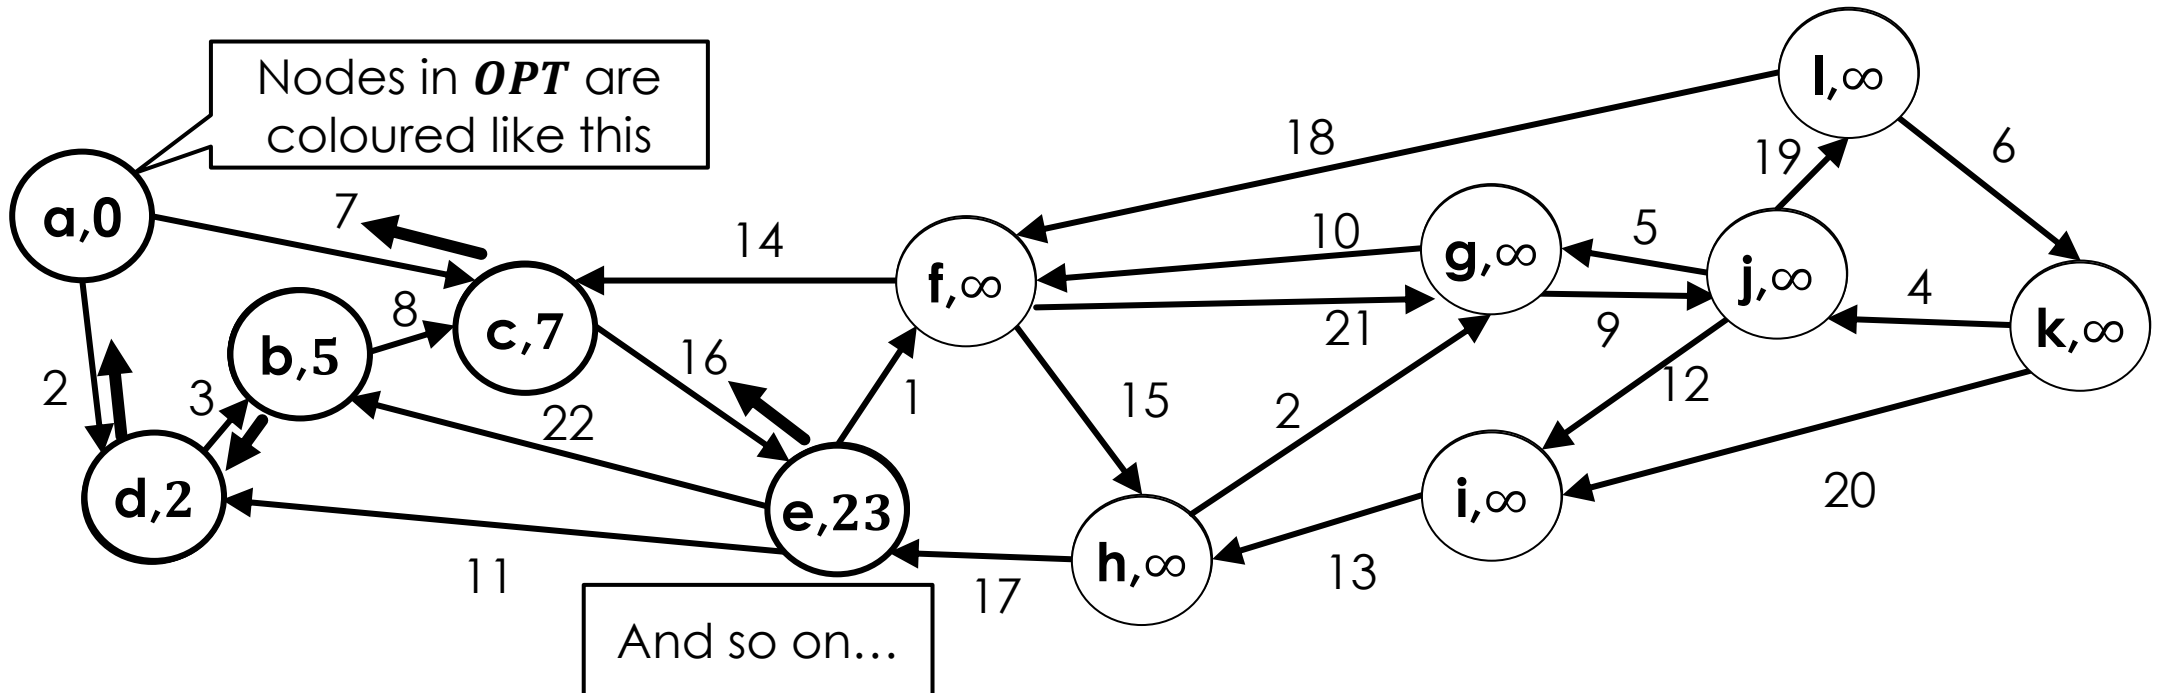 Nodes in OPT are
coloured like this
l,∞
18
19
6
a,0
7
14
10
g,∞
5
f,∞
j,∞
4
8
c,7
21
9
k,∞
b,5
16
2
3
22
1
15
2
12
d,2
e,23
i,∞
20
11
17
h,∞
13
And so on...